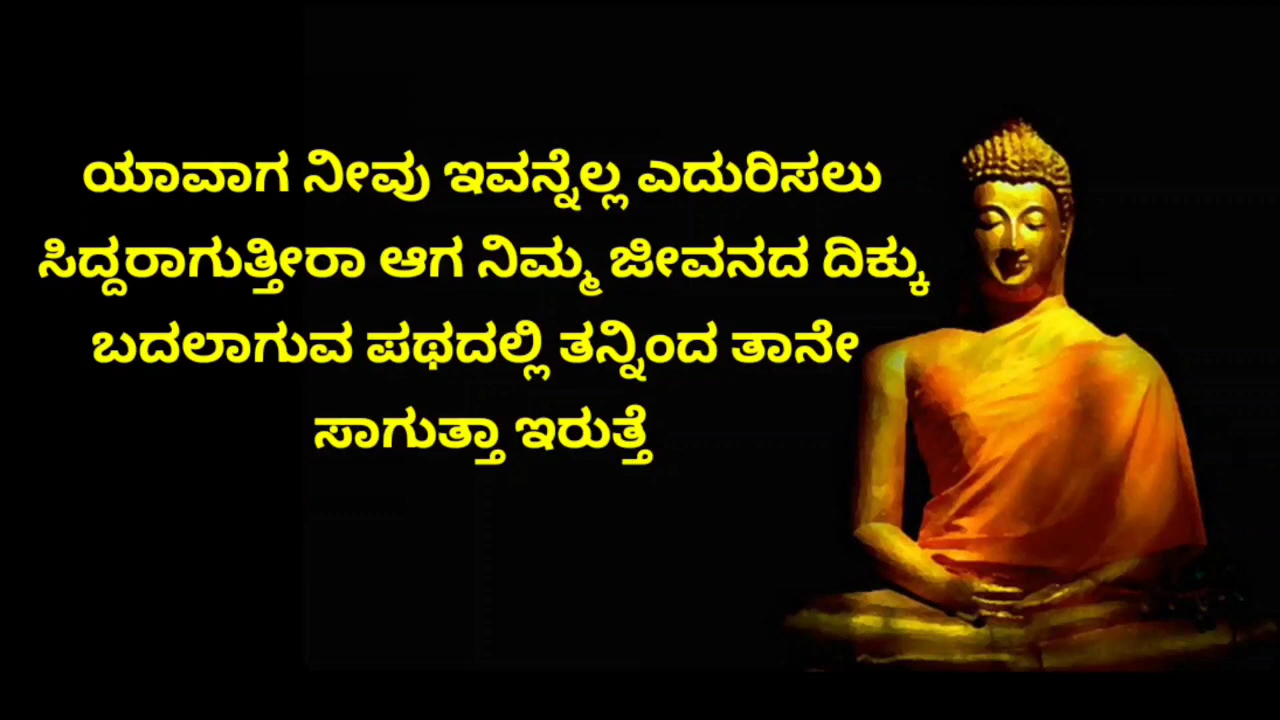 ಯಾವಾಗ ನೀವು ಇವನ್ನೆಲ್ಲ ಎದುರಿಸಲು
ಸಿದ್ದರಾಗುತ್ತೀರಾ ಆಗ ನಿಮ್ಮ ಜೀವನದ ದಿಕ್ಕು
ಬದಲಾಗುವ ಪಥದಲ್ಲಿ ತನ್ನಿಂದ ತಾನೇ
ಸಾಗುತ್ತಾ ಇರುತ್ತೆ